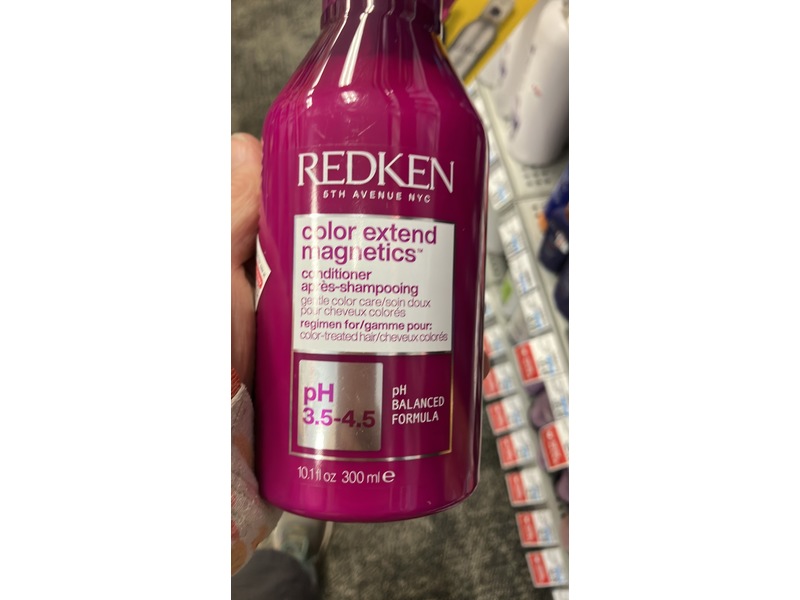 REDKEN
5TH AVENUE NYC
color extend
magnetics™
conditioner
après-shampooing
gentle color care/soin doux
pour cheveux colorés
regimen for/gamme pour:
color-treated hair/cheveux colorés
pH
3.5-4.5
pH
BALANCED
FORMULA
10.1 fl oz 300 ml ℮